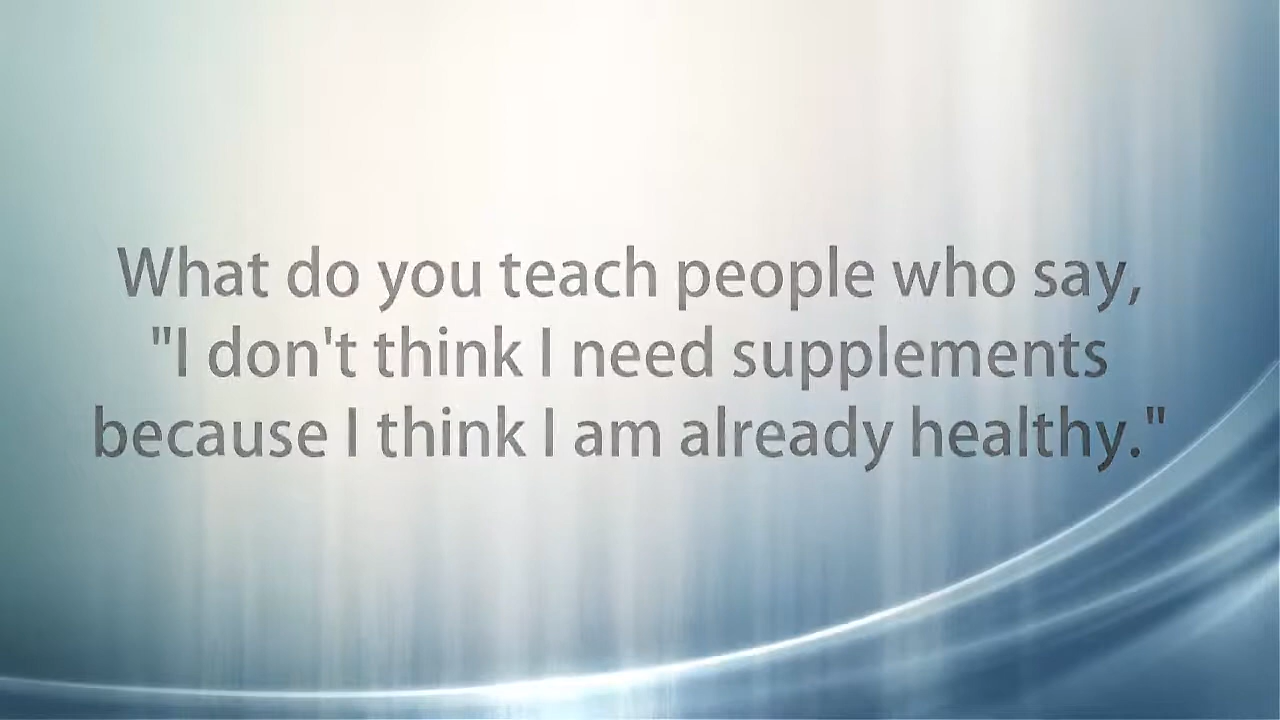 What do you teach people who say,
"I don't think I need supplements
because I think I am already healthy."